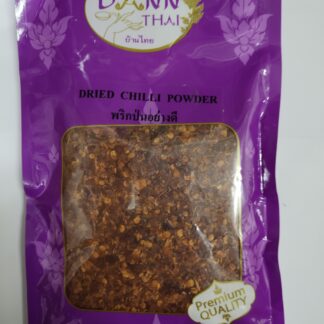 BANN
THAI
บ้านไทย
DRIED CHILLI POWDER
พริกป่นอย่างดี
Premium
QUALITY